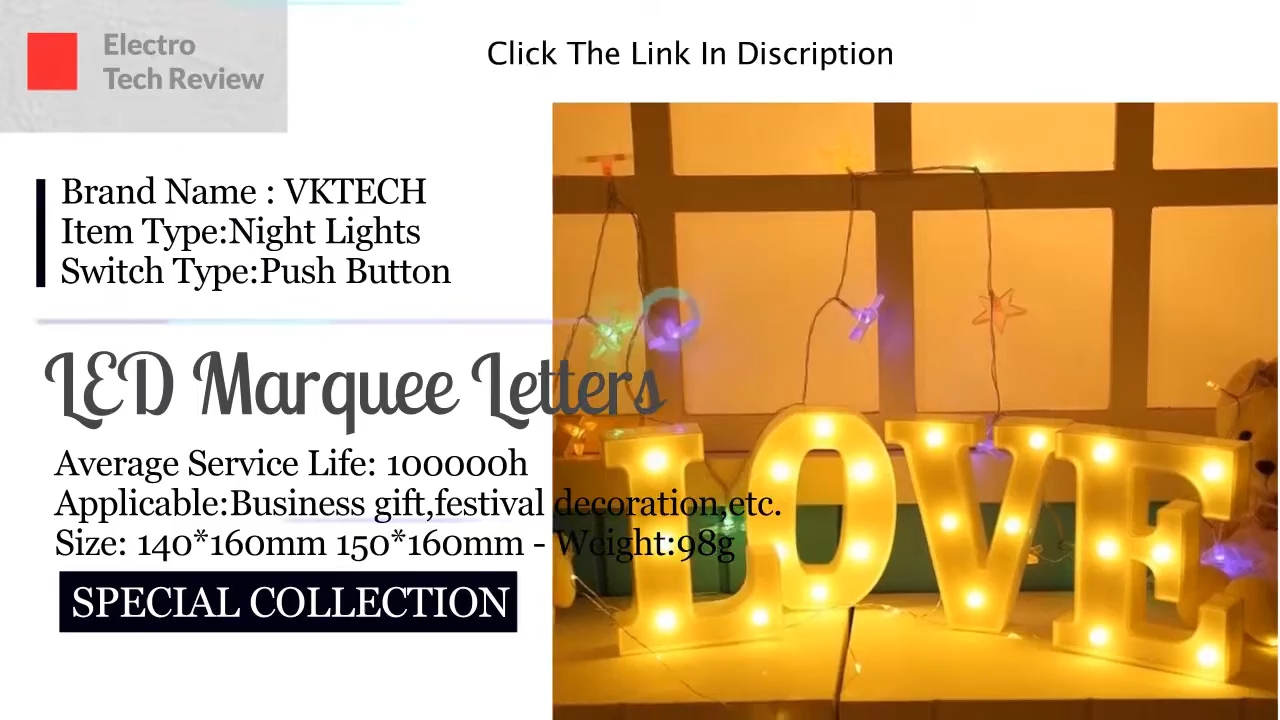 Electro
Tech Review
Click The Link In Discription
Brand Name : VKTECH
Item Type:Night Lights
Switch Type:Push Button
LED Marquee Letters
Average Service Life: 100000h
Applicable:Business gift,festival decoration,etc.
Size: 140*160mm 150*160mm - Weight:98g
SPECIAL COLLECTION
LOVE